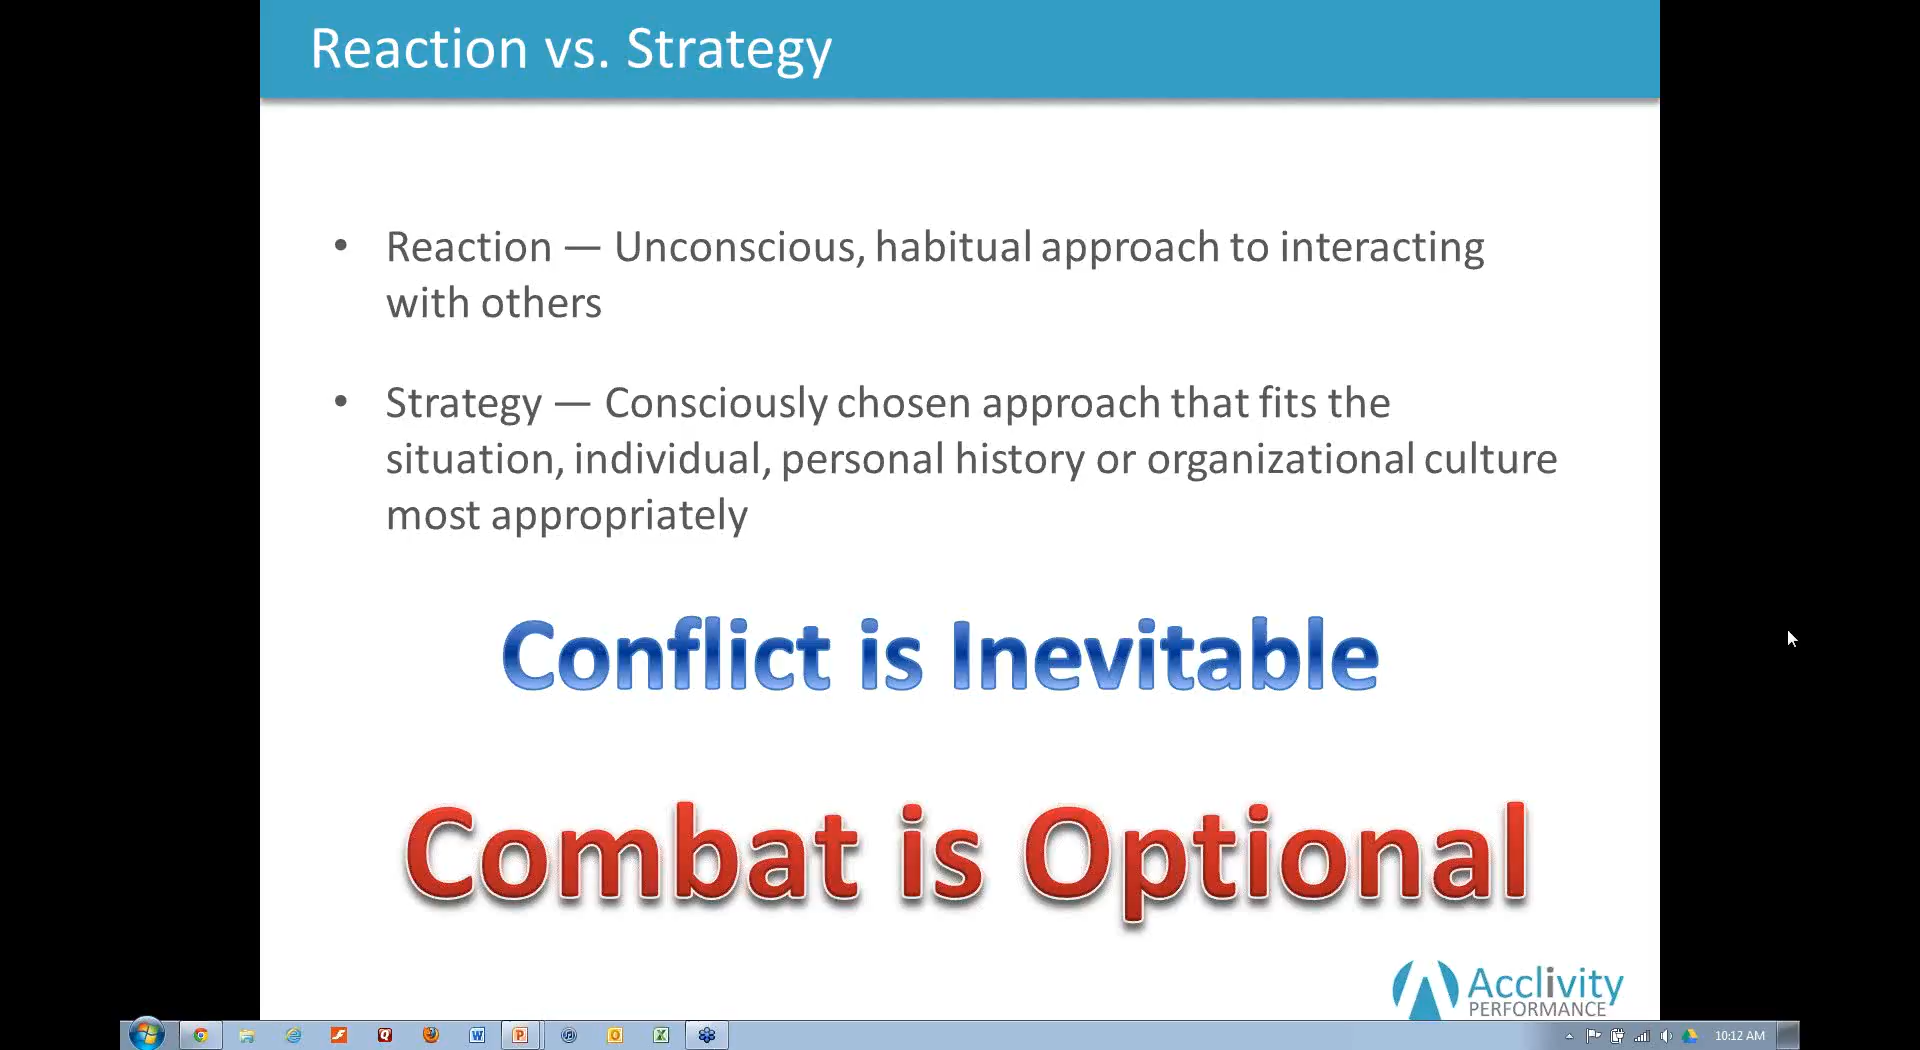 Reaction vs. Strategy
• Reaction — Unconscious, habitual approach to interacting
with others
• Strategy — Consciously chosen approach that fits the
situation, individual, personal history or organizational culture
most appropriately
Conflict is Inevitable
Combat is Optional
Acclivity
PERFORMANCE
10:12 AM